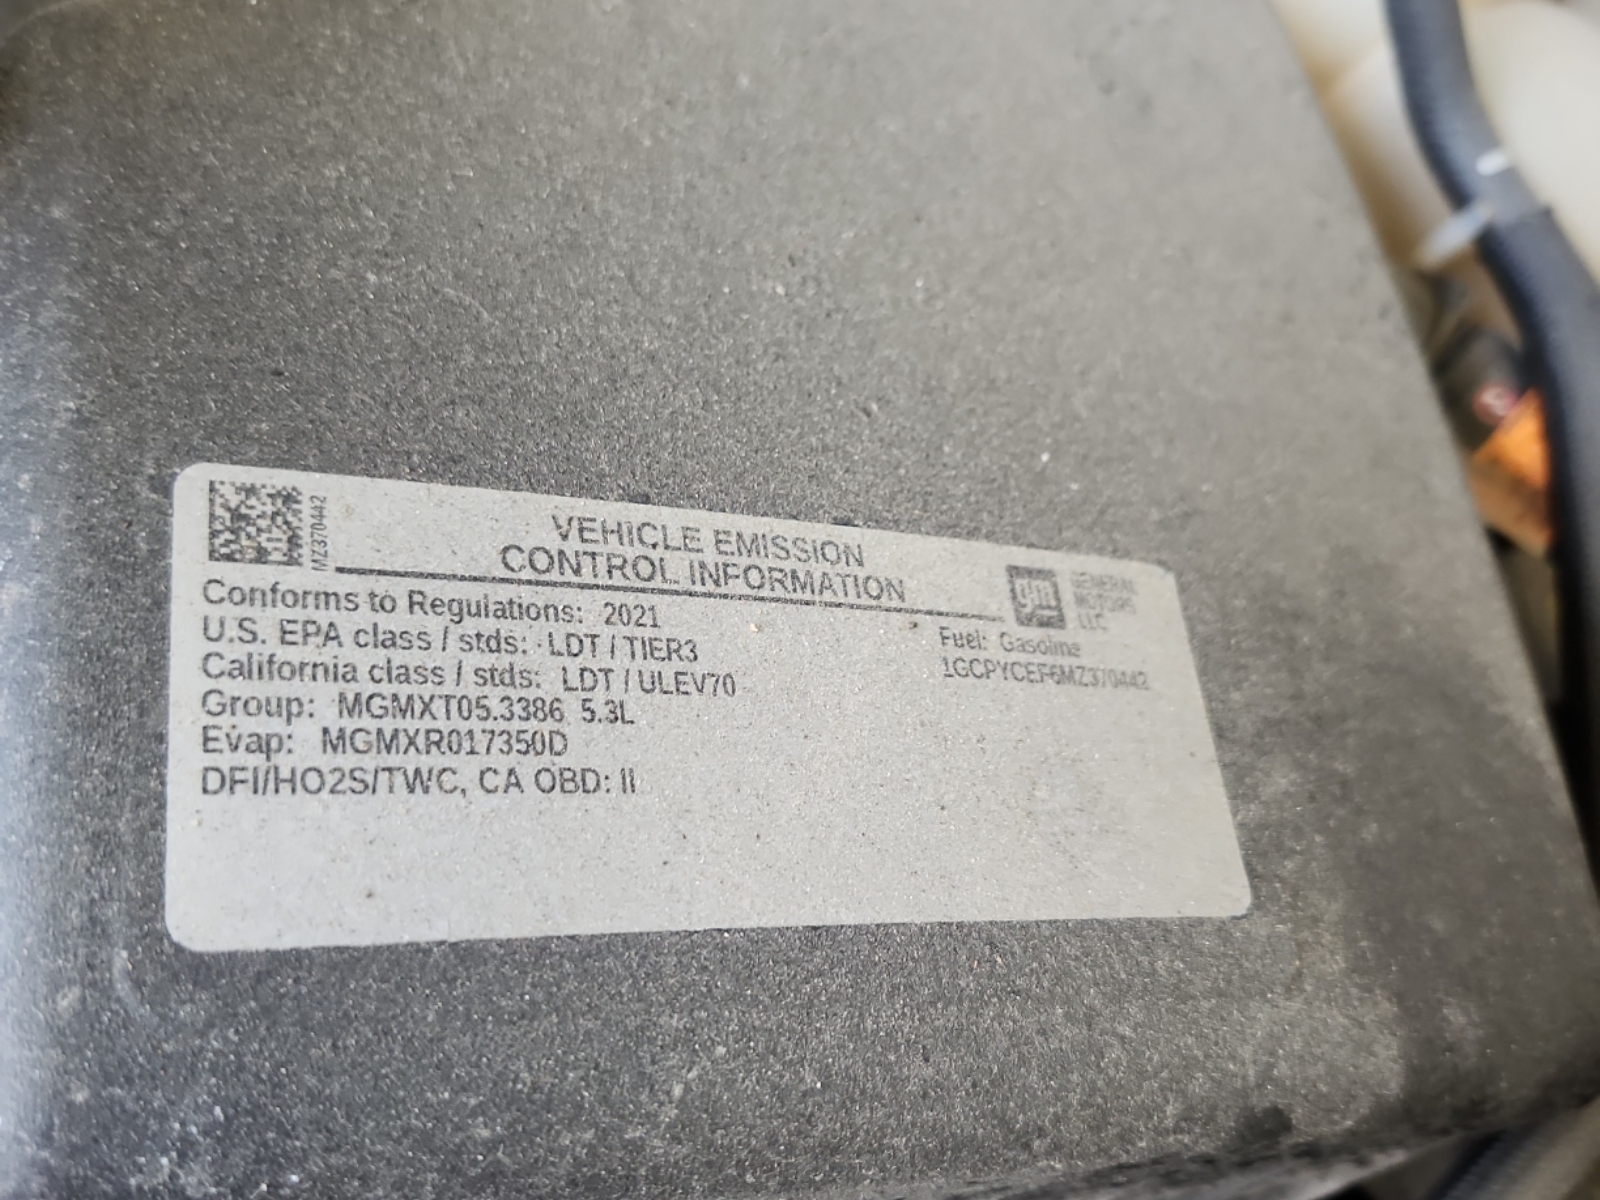 MZ370442
VEHICLE EMISSION
CONTROL INFORMATION
gm GENERAL
MOTORS
LLC
Conforms to Regulations: 2021
U.S. EPA class / stds: LDT / TIER3
California class / stds: LDT / ULEV70
Group: MGMXT05.3386 5.3L
Evap: MGMXR017350D
DFI/HO2S/TWC, CA OBD: II
Fuel: Gasoline
1GCPYCEF6MZ370442